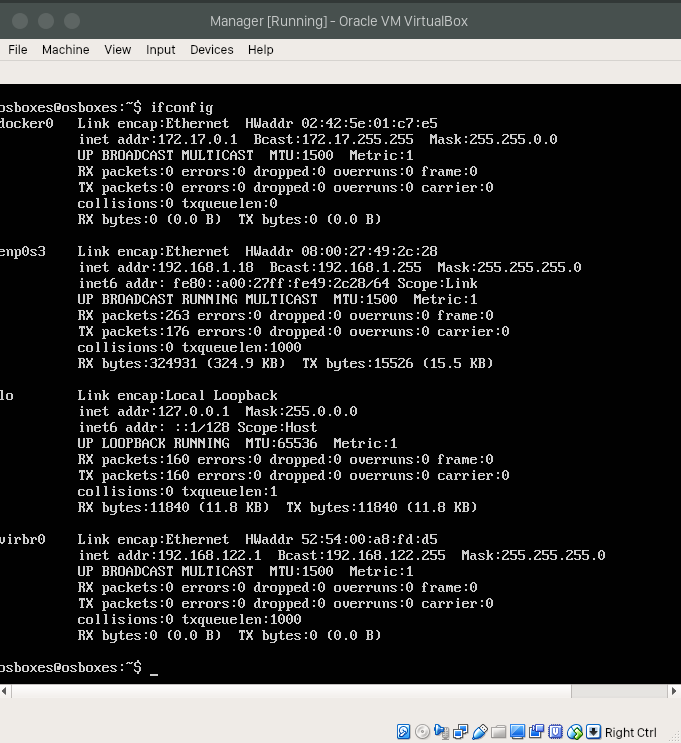 Manager [Running] - Oracle VM VirtualBox
File Machine View Input Devices Help
osboxes@osboxes:~$ ifconfig
docker0 Link encap:Ethernet HWaddr 02:42:5e:01:c7:e5
inet addr:172.17.0.1 Bcast:172.17.255.255 Mask:255.255.0.0
UP BROADCAST MULTICAST MTU:1500 Metric:1
RX packets:0 errors:0 dropped:0 overruns:0 frame:0
TX packets:0 errors:0 dropped:0 overruns:0 carrier:0
collisions:0 txqueuelen:0
RX bytes:0 (0.0 B) TX bytes:0 (0.0 B)
enp0s3 Link encap:Ethernet HWaddr 08:00:27:49:2c:28
inet addr:192.168.1.18 Bcast:192.168.1.255 Mask:255.255.255.0
inet6 addr: fe80::a00:27ff:fe49:2c28/64 Scope:Link
UP BROADCAST RUNNING MULTICAST MTU:1500 Metric:1
RX packets:263 errors:0 dropped:0 overruns:0 frame:0
TX packets:176 errors:0 dropped:0 overruns:0 carrier:0
collisions:0 txqueuelen:1000
RX bytes:324931 (324.9 KB) TX bytes:15526 (15.5 KB)
lo Link encap:Local Loopback
inet addr:127.0.0.1 Mask:255.0.0.0
inet6 addr: ::1/128 Scope:Host
UP LOOPBACK RUNNING MTU:65536 Metric:1
RX packets:160 errors:0 dropped:0 overruns:0 frame:0
TX packets:160 errors:0 dropped:0 overruns:0 carrier:0
collisions:0 txqueuelen:1
RX bytes:11840 (11.8 KB) TX bytes:11840 (11.8 KB)
virbr0 Link encap:Ethernet HWaddr 52:54:00:a8:fd:d5
inet addr:192.168.122.1 Bcast:192.168.122.255 Mask:255.255.255.0
UP BROADCAST MULTICAST MTU:1500 Metric:1
RX packets:0 errors:0 dropped:0 overruns:0 frame:0
TX packets:0 errors:0 dropped:0 overruns:0 carrier:0
collisions:0 txqueuelen:1000
RX bytes:0 (0.0 B) TX bytes:0 (0.0 B)
osboxes@osboxes:~$ _
Right Ctrl